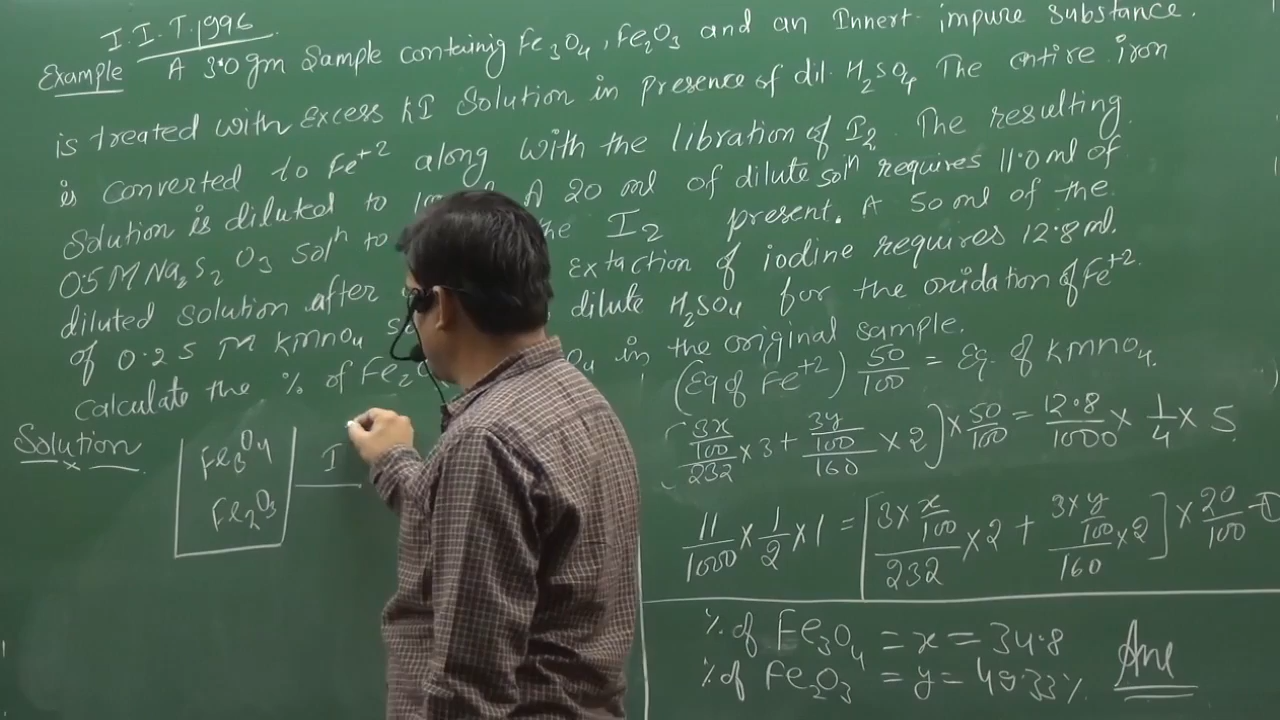 I.I.T.1996
Example A 3.0 gm Sample containing Fe3O4, Fe2O3 and an Innert impure substance.
is treated with Excess KI Solution in presence of dil. H2SO4 The entire iron
is converted to Fe+2 along with the libration of I2. The resulting
Solution is diluted to A 20 ml of dilute soln requires 11.0 ml of
0.5 M Na2S2O3 Soln to the I2 present. A 50 ml of the
diluted solution after extaction of iodine requires 12.8 ml.
of 0.25 M KMnO4 dilute H2SO4 for the oxidation of Fe+2.
Calculate the % of Fe2 in the original sample.
Solution
Fe3O4
Fe2O3
I
(Eq of Fe+2) 50/100 = Eq. of KMnO4.
(3x/100/232 × 3 + 3y/100/160 × 2) × 50/100 = 12.8/1000 × 1/4 × 5.
11/1000 × 1/2 × 1 = [3 × x/100/232 × 2 + 3 × y/100/160 × 2] × 20/100 - ①
% of Fe3O4 = x = 34.8
% of Fe2O3 = y = 49.33%
Ans